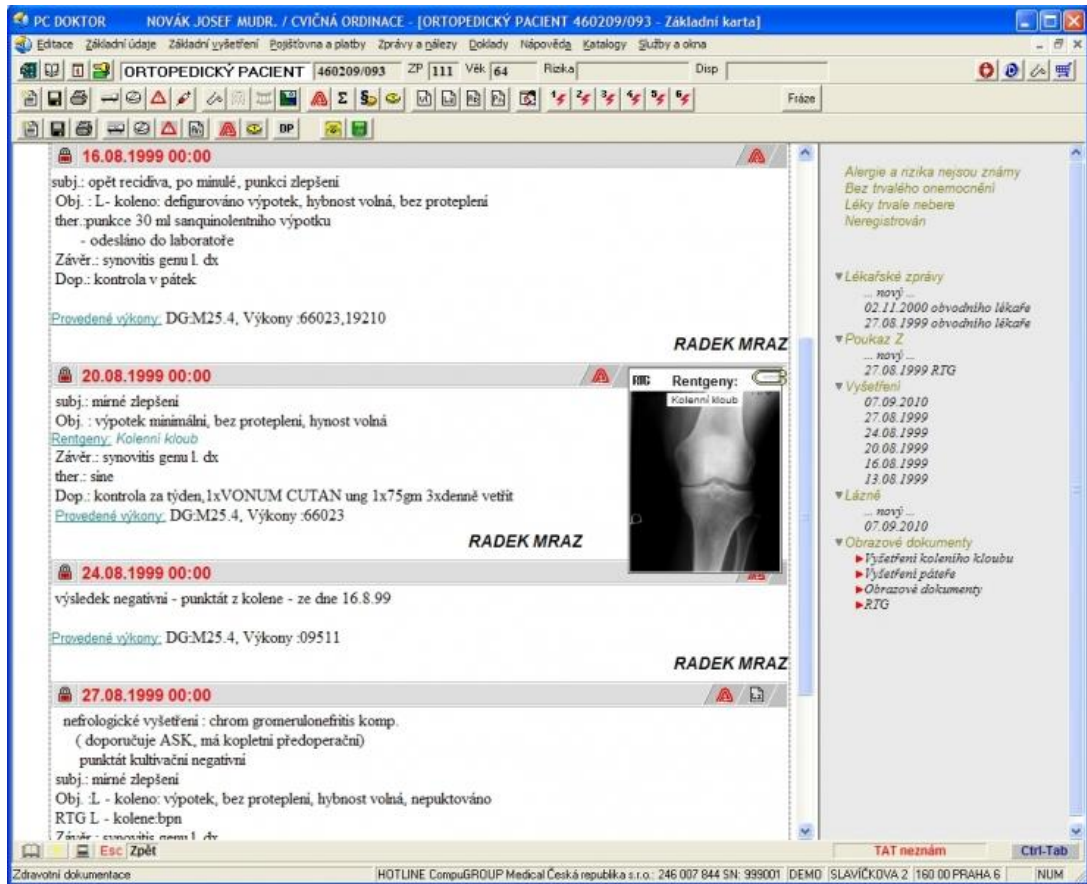 PC DOKTOR NOVÁK JOSEF MUDR. / CVIČNÁ ORDINACE - [ORTOPEDICKÝ PACIENT 460209/093 - Základní karta]
Editace Základní údaje Základní vyšetření Pojišťovna a platby Zprávy a nálezy Doklady Nápověda Katalogy Služby a okna
ORTOPEDICKÝ PACIENT 460209/093 ZP 111 Věk 64 Rizika Disp
Fráze
DP
16.08.1999 00:00
subj.: opět recidiva, po minulé, punkci zlepšení
Obj. : L- koleno: defigurováno výpotek, hybnost volná, bez proteplení
ther.:punkce 30 ml sanquinolentního výpotku
- odesláno do laboratoře
Závěr.: synovitis genu l. dx
Dop.: kontrola v pátek
Provedené výkony: DG:M25.4, Výkony :66023,19210
RADEK MRAZ
20.08.1999 00:00
RTG Rentgeny:
Kolenní kloub
subj.: mírné zlepšení
Obj. : výpotek minimální, bez proteplení, hynost volná
Rentgeny: Kolenní kloub
Závěr.: synovitis genu l. dx
ther.: sine
Dop.: kontrola za týden,1xVONUM CUTAN ung 1x75gm 3xdenně vetřít
Provedené výkony: DG:M25.4, Výkony :66023
RADEK MRAZ
24.08.1999 00:00
výsledek negativní - punktát z kolene - ze dne 16.8.99
Provedené výkony: DG:M25.4, Výkony :09511
RADEK MRAZ
27.08.1999 00:00
nefrologické vyšetření : chrom gromerulonefritis komp.
( doporučuje ASK, má kopletní předoperační)
punktát kultivační negativní
subj.: mírné zlepšení
Obj. :L - koleno: výpotek, bez proteplení, hybnost volná, nepuktováno
RTG L - kolene:bpn
Závěr.: synovitis genu l. dx
Alergie a rizika nejsou známy
Bez trvalého onemocnění
Léky trvale nebere
Neregistrován
Lékařské zprávy
... nový ...
02.11.2000 obvodního lékaře
27.08.1999 obvodního lékaře
Poukaz Z
... nový ...
27.08.1999 RTG
Vyšetření
07.09.2010
27.08.1999
24.08.1999
20.08.1999
16.08.1999
13.08.1999
Lázně
... nový ...
07.09.2010
Obrazové dokumenty
Vyšetření koleního kloubu
Vyšetření páteře
Obrazové dokumenty
RTG
Esc Zpět TAT neznám Ctrl-Tab
Zdravotní dokumentace HOTLINE CompuGROUP Medical Česká republika s.r.o.: 246 007 844 SN: 999001 DEMO SLAVÍČKOVA 2 160 00 PRAHA 6 NUM